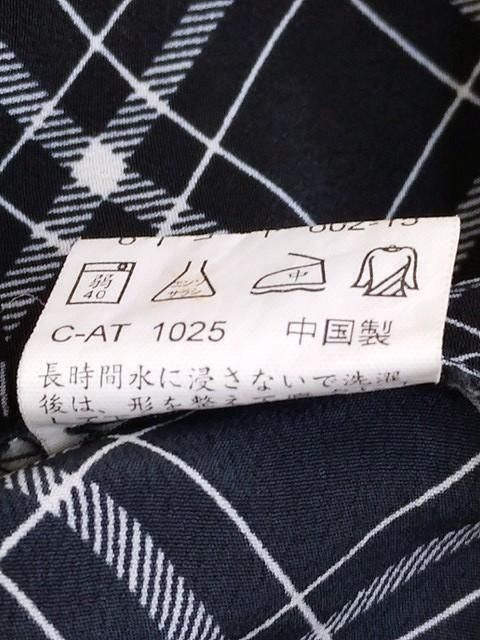 弱 40 エンソ サラシ 中
C-AT 1025 中国製
長時間水に浸さないで洗濯
後は、形を整え